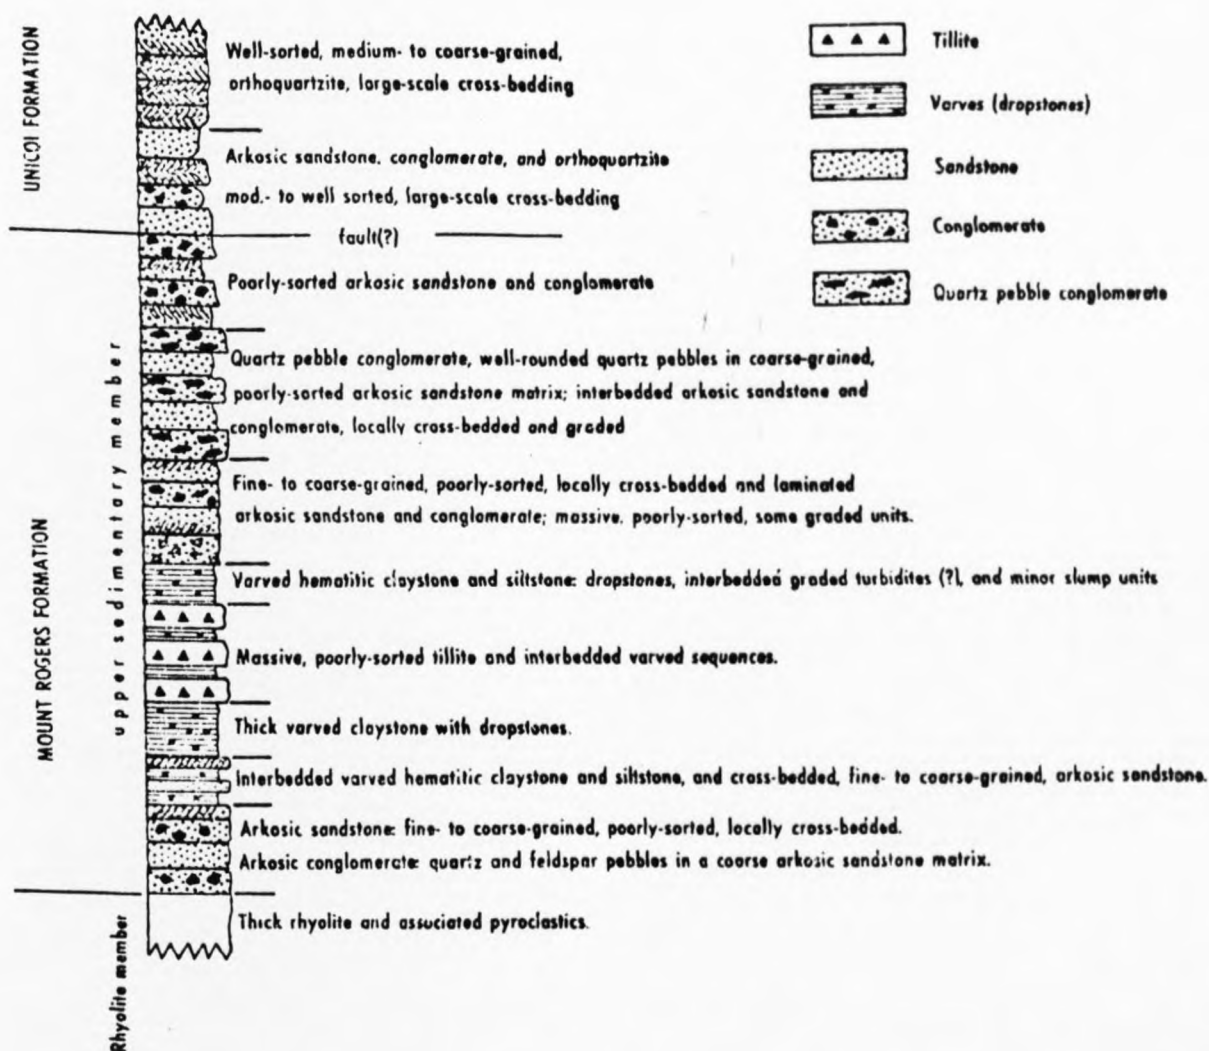 UNICOI FORMATION
Well-sorted, medium- to coarse-grained,
orthoquartzite, large-scale cross-bedding
Arkosic sandstone, conglomerate, and orthoquartzite
mod.- to well sorted, large-scale cross-bedding
fault(?)
MOUNT ROGERS FORMATION
upper sedimentary member
Poorly-sorted arkosic sandstone and conglomerate
Quartz pebble conglomerate, well-rounded quartz pebbles in coarse-grained,
poorly-sorted arkosic sandstone matrix; interbedded arkosic sandstone and
conglomerate, locally cross-bedded and graded
Fine- to coarse-grained, poorly-sorted, locally cross-bedded and laminated
arkosic sandstone and conglomerate; massive, poorly-sorted, some graded units.
Varved hematitic claystone and siltstone: dropstones, interbedded graded turbidites (?), and minor slump units
Massive, poorly-sorted tillite and interbedded varved sequences.
Thick varved claystone with dropstones.
Interbedded varved hematitic claystone and siltstone, and cross-bedded, fine- to coarse-grained, arkosic sandstone.
Arkosic sandstone: fine- to coarse-grained, poorly-sorted, locally cross-bedded.
Arkosic conglomerate: quartz and feldspar pebbles in a coarse arkosic sandstone matrix.
Rhyolite member
Thick rhyolite and associated pyroclastics.
Tillite
Varves (dropstones)
Sandstone
Conglomerate
Quartz pebble conglomerate